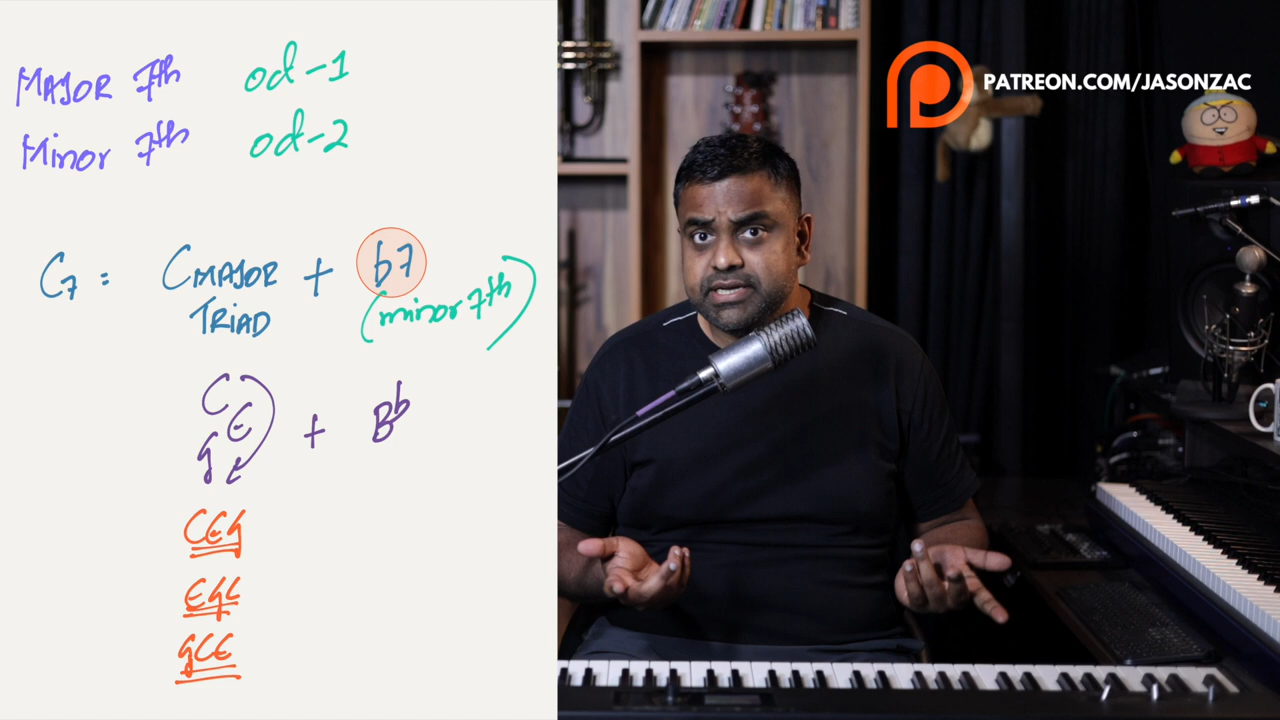 MAJOR 7th od-1
Minor 7th od-2
C7 = CMAJOR + b7
TRIAD (minor 7th)
C
E + Bb
G
CEG
EGC
GCE
PATREON.COM/JASONZAC